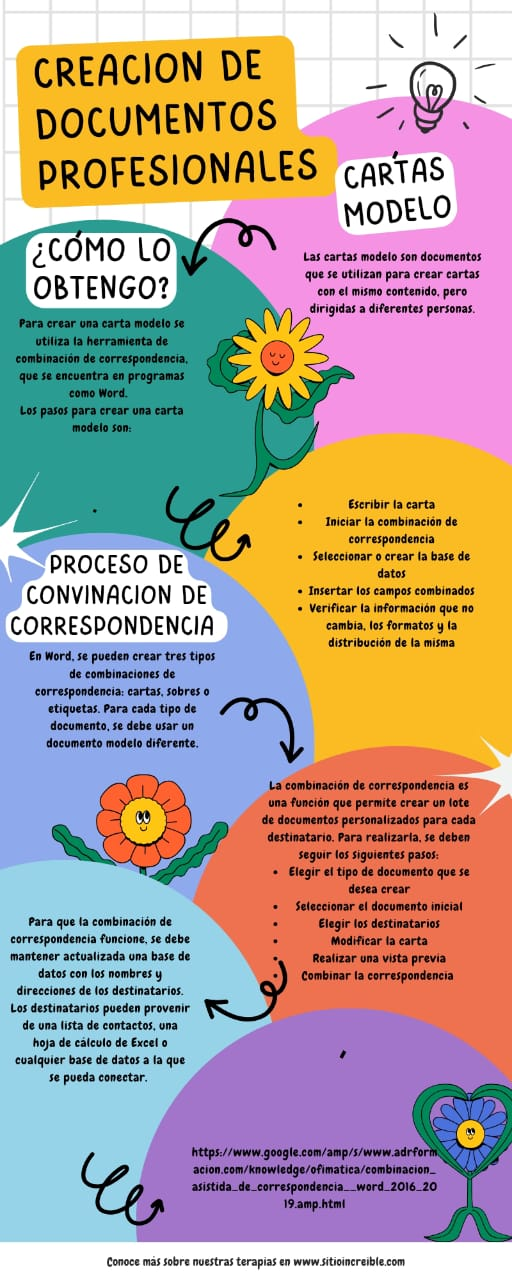 CREACION DE
DOCUMENTOS
PROFESIONALES
CARTAS
MODELO
Las cartas modelo son documentos
que se utilizan para crear cartas
con el mismo contenido, pero
dirigidas a diferentes personas.
¿CÓMO LO
OBTENGO?
Para crear una carta modelo se
utiliza la herramienta de
combinación de correspondencia,
que se encuentra en programas
como Word.
Los pasos para crear una carta
modelo son:
• Escribir la carta
• Iniciar la combinación de
correspondencia
• Seleccionar o crear la base de
datos
• Insertar los campos combinados
• Verificar la información que no
cambia, los formatos y la
distribución de la misma
PROCESO DE
CONVINACION DE
CORRESPONDENCIA
En Word, se pueden crear tres tipos
de combinaciones de
correspondencia: cartas, sobres o
etiquetas. Para cada tipo de
documento, se debe usar un
documento modelo diferente.
La combinación de correspondencia es
una función que permite crear un lote
de documentos personalizados para cada
destinatario. Para realizarla, se deben
seguir los siguientes pasos:
• Elegir el tipo de documento que se
desea crear
• Seleccionar el documento inicial
• Elegir los destinatarios
• Modificar la carta
• Realizar una vista previa
• Combinar la correspondencia
Para que la combinación de
correspondencia funcione, se debe
mantener actualizada una base de
datos con los nombres y
direcciones de los destinatarios.
Los destinatarios pueden provenir
de una lista de contactos, una
hoja de cálculo de Excel o
cualquier base de datos a la que
se pueda conectar.
https://www.google.com/amp/s/www.adrform
acion.com/knowledge/ofimatica/combinacion_
asistida_de_correspondencia__word_2016_20
19.amp.html
Conoce más sobre nuestras terapias en www.sitioincreible.com